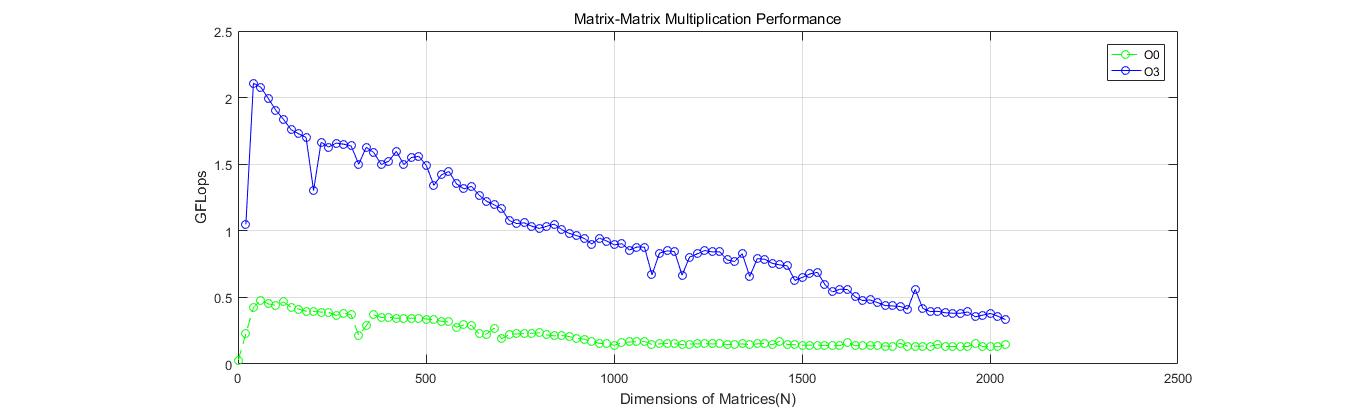 Matrix-Matrix Multiplication Performance
2.5
2
1.5
1
0.5
0
GFLops
O0
O3
0 500 1000 1500 2000 2500
Dimensions of Matrices(N)